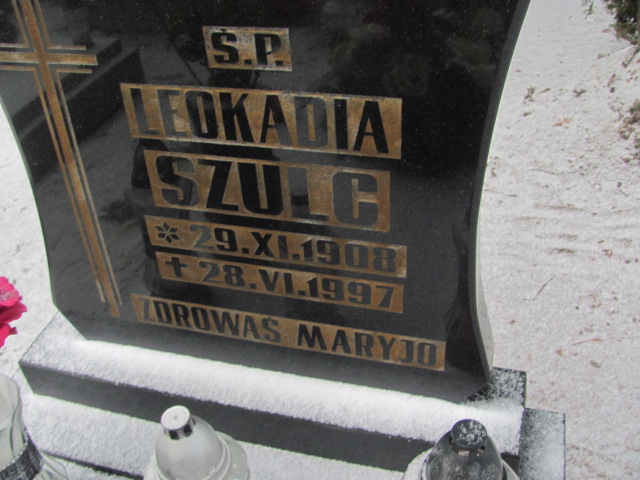 Ś.P.
LEOKADIA
SZULC
* 29.XI.1908
✝ 28.VI.1997
ZDROWAŚ MARYJO